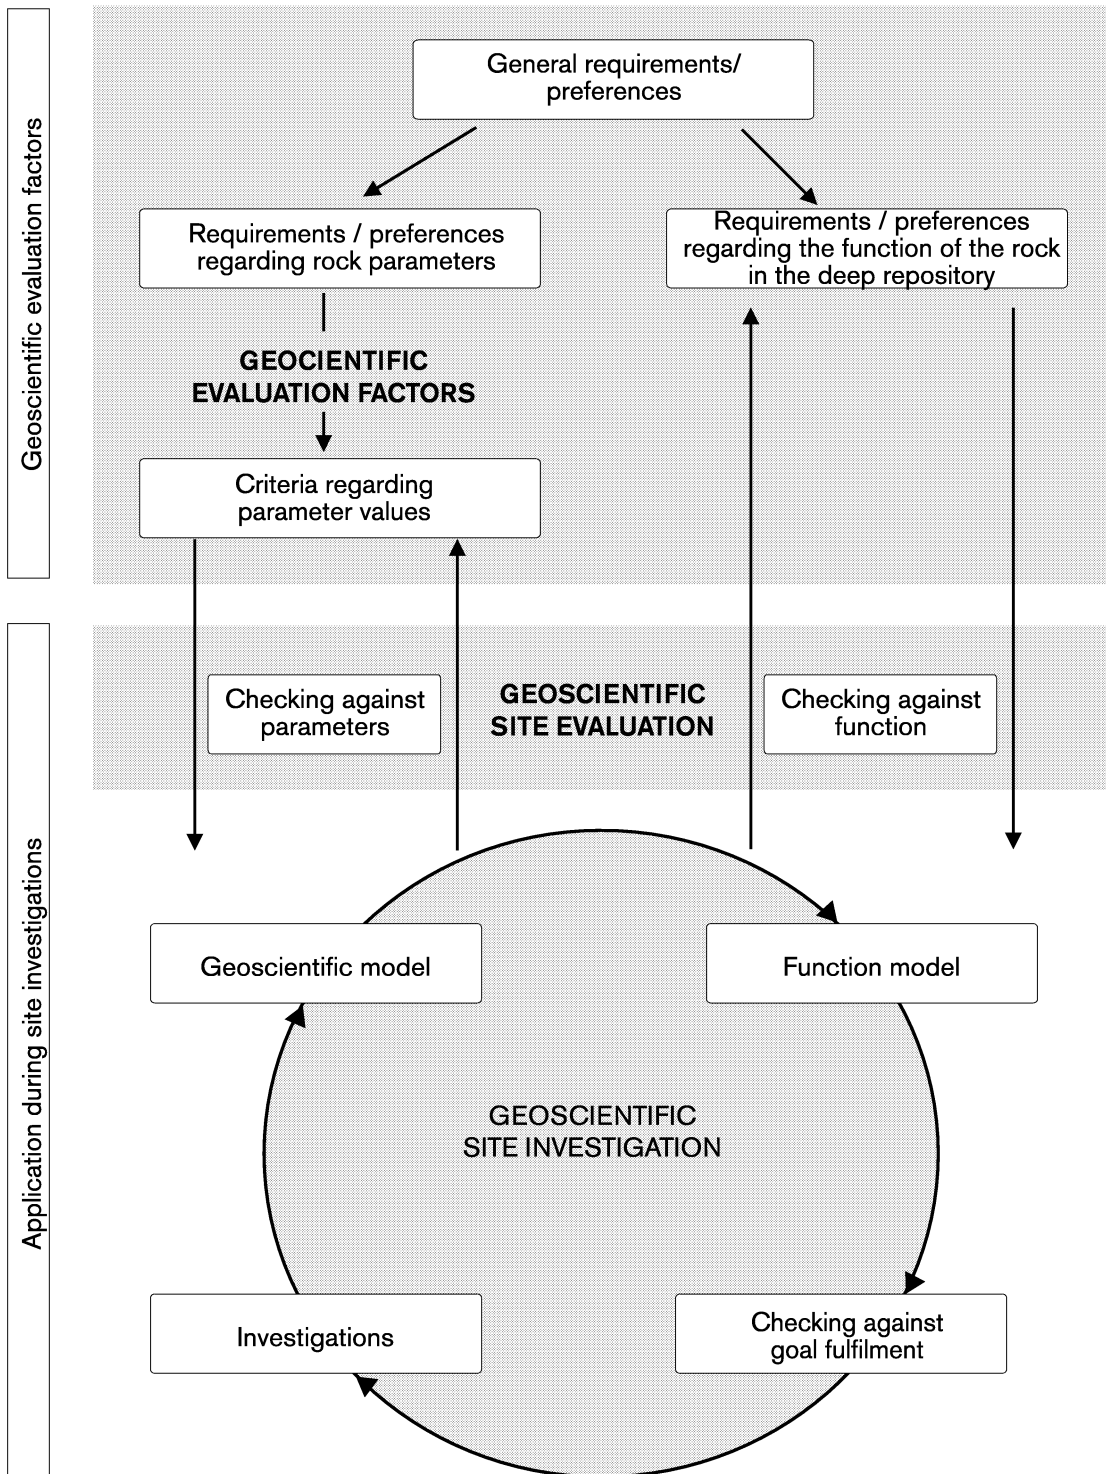 Geoscientific evaluation factors
General requirements/
preferences
Requirements / preferences
regarding rock parameters
Requirements / preferences
regarding the function of the rock
in the deep repository
GEOCIENTIFIC
EVALUATION FACTORS
Criteria regarding
parameter values
Application during site investigations
Checking against
parameters
GEOSCIENTIFIC
SITE EVALUATION
Checking against
function
Geoscientific model
Function model
GEOSCIENTIFIC
SITE INVESTIGATION
Investigations
Checking against
goal fulfilment